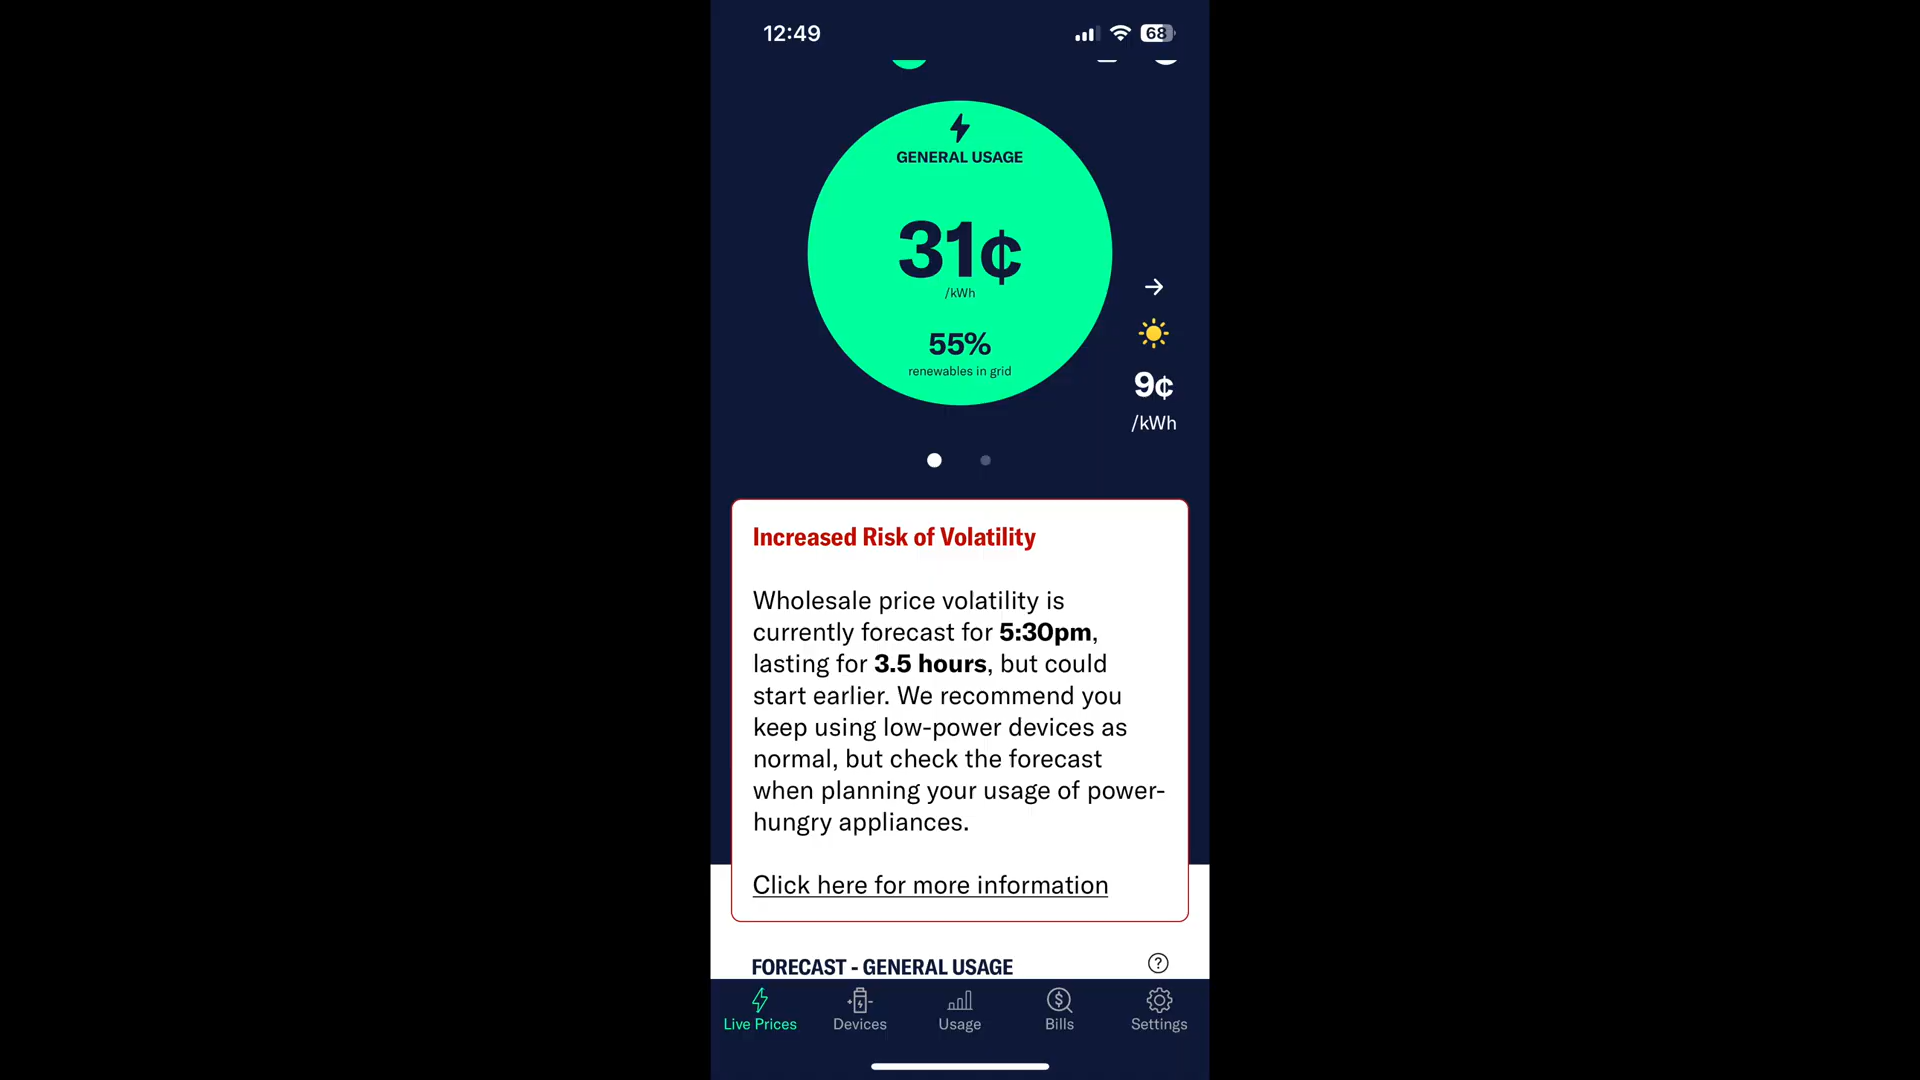 12:49
68
GENERAL USAGE
31¢
/kWh
55%
renewables in grid
9¢
/kWh
Increased Risk of Volatility
Wholesale price volatility is
currently forecast for 5:30pm,
lasting for 3.5 hours, but could
start earlier. We recommend you
keep using low-power devices as
normal, but check the forecast
when planning your usage of power-
hungry appliances.
Click here for more information
FORECAST - GENERAL USAGE
?
Live Prices
Devices
Usage
Bills
Settings